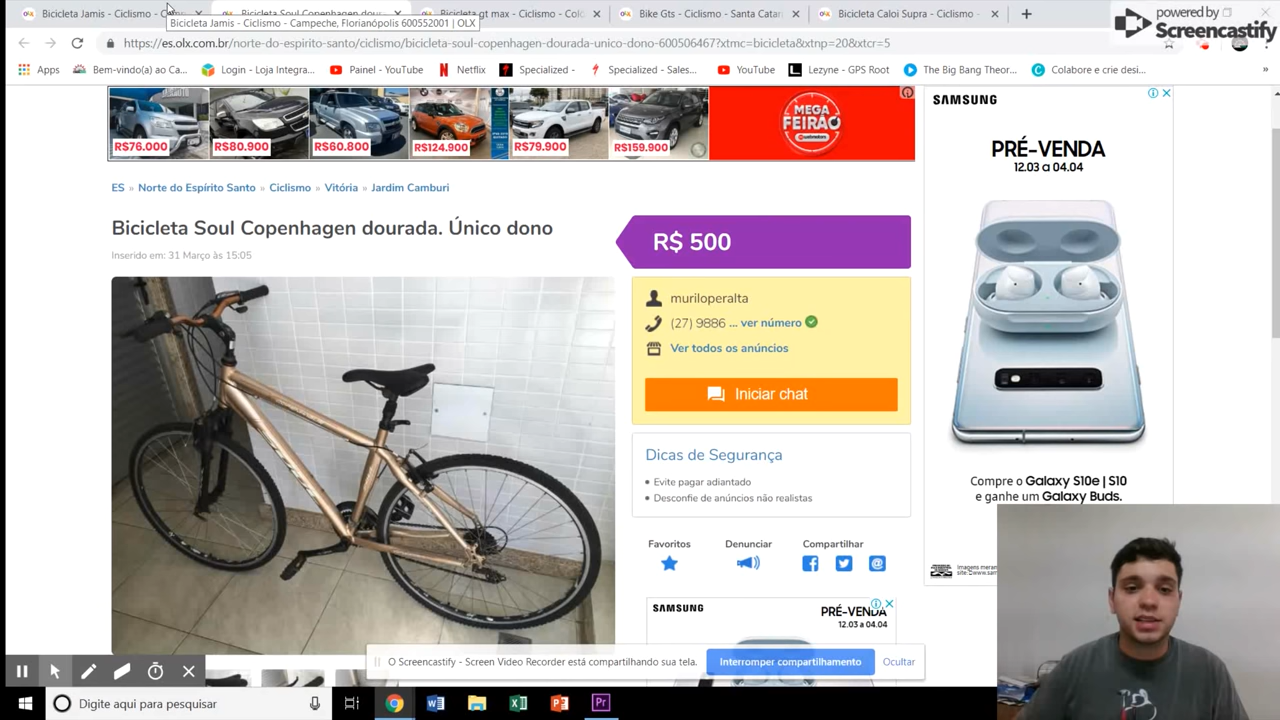 Bicicleta Jamis - Ciclismo - Cam
Bicicleta Soul Copenhagen dou
Bicicleta gt max - Ciclismo - Colo
Bike Gts - Ciclismo - Santa Catar
Bicicleta Caloi Supra - Ciclismo -
Bicicleta Jamis - Ciclismo - Campeche, Florianópolis 600552001 | OLX
powered by
Screencastify
https://es.olx.com.br/norte-do-espirito-santo/ciclismo/bicicleta-soul-copenhagen-dourada-unico-dono-600506467?xtmc=bicicleta&xtnp=20&xtcr=5
Apps
Bem-vindo(a) ao Ca...
Login - Loja Integra...
Painel - YouTube
Netflix
Specialized -
Specialized - Sales...
YouTube
Lezyne - GPS Root
The Big Bang Theor...
Colabore e crie desi...
»
R$76.000
R$80.900
R$60.800
R$124.900
R$79.900
R$159.900
MEGA
FEIRÃO
webmotors
SAMSUNG
PRÉ-VENDA
12.03 a 04.04
ES » Norte do Espírito Santo » Ciclismo » Vitória » Jardim Camburi
Bicicleta Soul Copenhagen dourada. Único dono
Inserido em: 31 Março às 15:05
R$ 500
muriloperalta
(27) 9886 ... ver número
Ver todos os anúncios
Iniciar chat
Dicas de Segurança
• Evite pagar adiantado
• Desconfie de anúncios não realistas
Favoritos
Denunciar
Compartilhar
Compre o Galaxy S10e | S10
e ganhe um Galaxy Buds.
SAMSUNG
PRÉ-VENDA
12.03 a 04.04
O Screencastify - Screen Video Recorder está compartilhando sua tela.
Interromper compartilhamento
Ocultar
Digite aqui para pesquisar